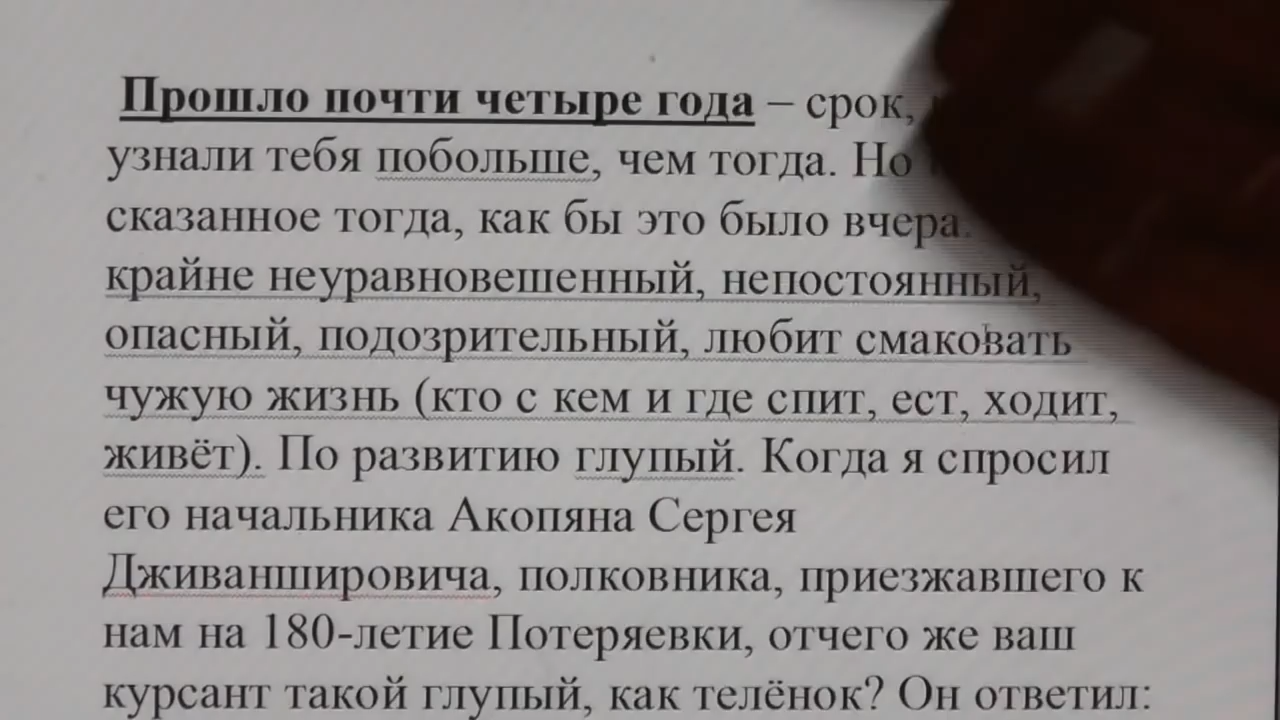 Прошло почти четыре года – срок,
узнали тебя побольше, чем тогда. Но
сказанное тогда, как бы это было вчера.
крайне неуравновешенный, непостоянный,
опасный, подозрительный, любит смаковать
чужую жизнь (кто с кем и где спит, ест, ходит,
живёт). По развитию глупый. Когда я спросил
его начальника Акопяна Сергея
Дживаншировича, полковника, приезжавшего к
нам на 180-летие Потеряевки, отчего же ваш
курсант такой глупый, как телёнок? Он ответил: